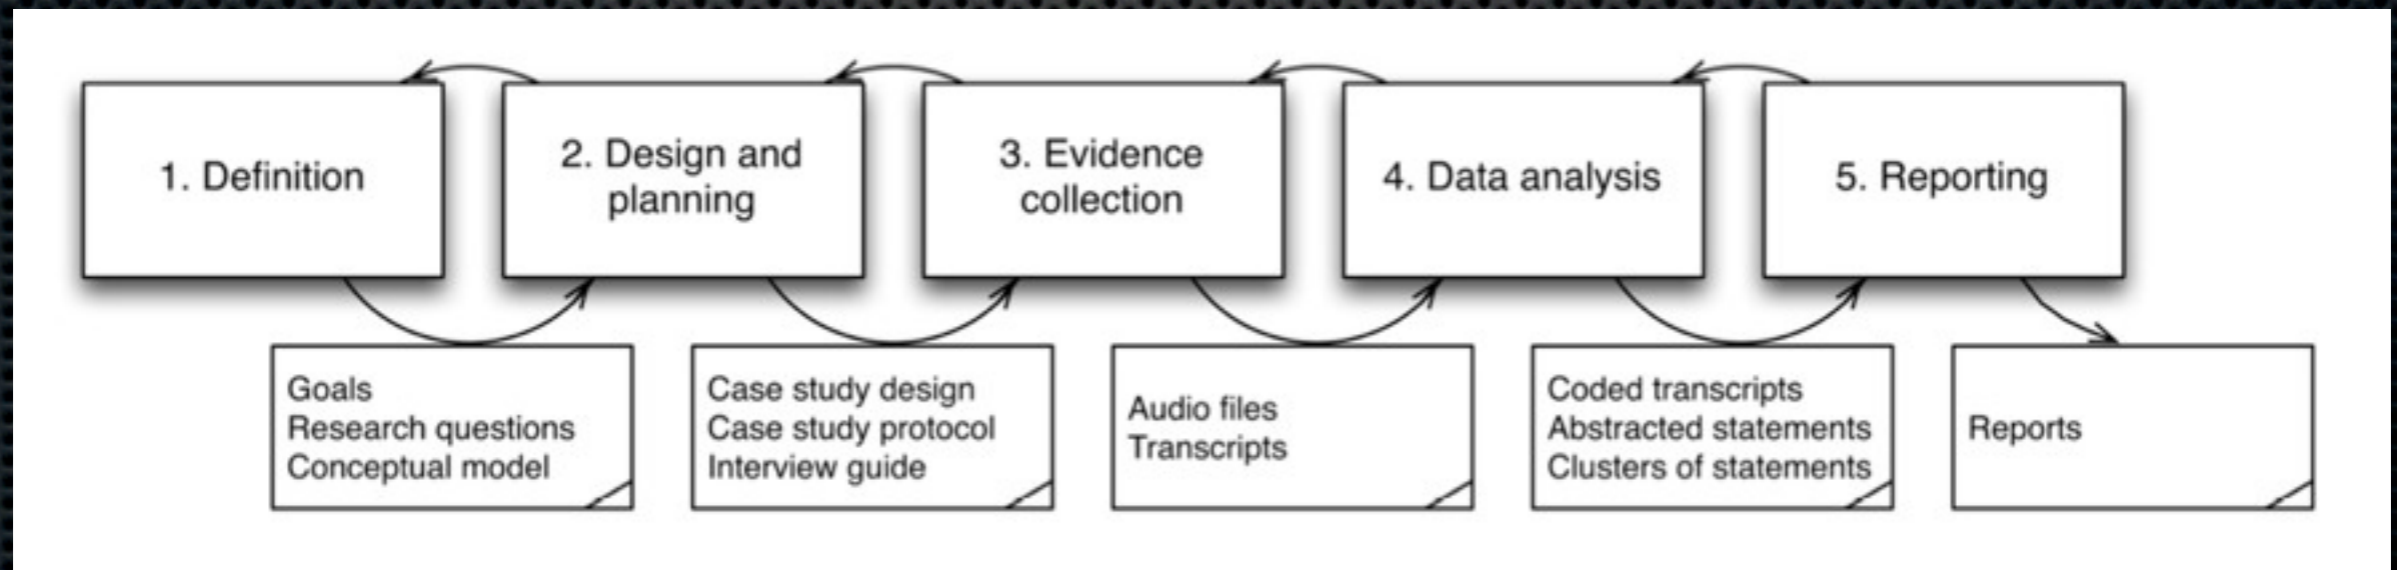 1. Definition
2. Design and
planning
3. Evidence
collection
4. Data analysis
5. Reporting
Goals
Research questions
Conceptual model
Case study design
Case study protocol
Interview guide
Audio files
Transcripts
Coded transcripts
Abstracted statements
Clusters of statements
Reports